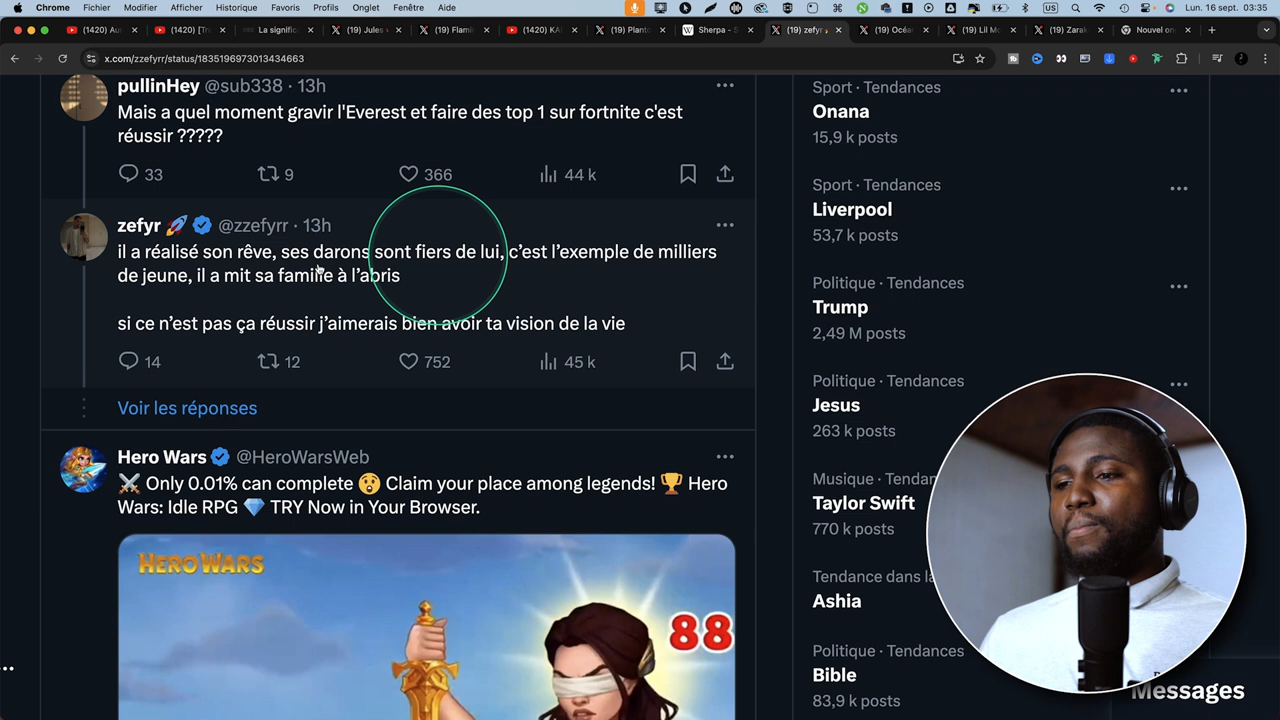 Chrome Fichier Modifier Affichage Historique Favoris Profils Onglet Fenêtre Aide
US
Lun. 16 sept. 03:35
(1420) Au
(1420) [Tr
La significa
(19) Jules
(19) Flami
(1420) KA
(19) Plant
Sherpa – 
(19) zefyr
(19) Océa
(19) Lil M
(19) Zarak
Nouvel on
x.com/zzefyrr/status/1835196973013434663
pullinHey @sub338 · 13h
Mais a quel moment gravir l'Everest et faire des top 1 sur fortnite c'est
réussir ?????
33 9 366 44 k
zefyr 🚀 @zzefyrr · 13h
il a réalisé son rêve, ses darons sont fiers de lui, c’est l’exemple de milliers
de jeune, il a mit sa famille à l’abris
si ce n’est pas ça réussir j’aimerais bien avoir ta vision de la vie
14 12 752 45 k
Voir les réponses
Hero Wars @HeroWarsWeb
⚔️ Only 0.01% can complete 😲 Claim your place among legends! 🏆 Hero
Wars: Idle RPG 💎 TRY Now in Your Browser.
HERO WARS
88
Sport · Tendances
Onana
15,9 k posts
Sport · Tendances
Liverpool
53,7 k posts
Politique · Tendances
Trump
2,49 M posts
Politique · Tendances
Jesus
263 k posts
Musique · Tendan
Taylor Swift
770 k posts
Tendance dans la
Ashia
Politique · Tendances
Bible
83,9 k posts
Messages